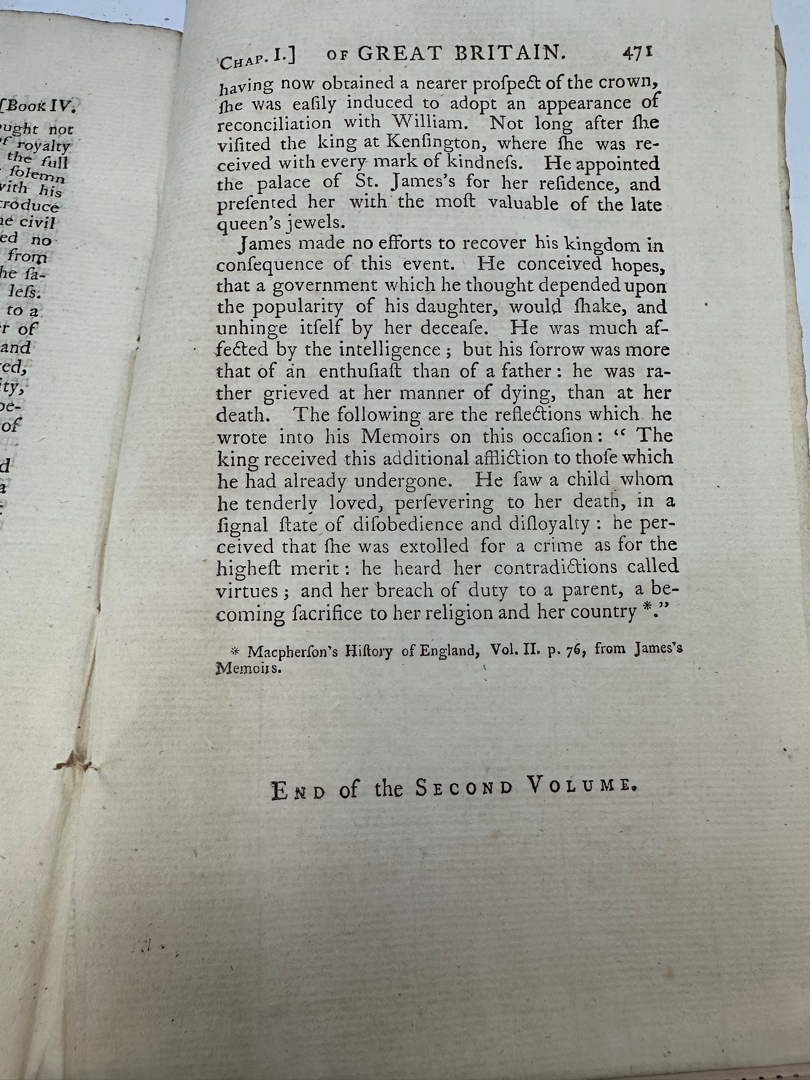 [Book IV.
ught not
royalty
the full
ſolemn
with his
troduce
civil
ed no
from
he ſa-
leſs.
to a
r of
and
ed,
ity,
be-
of
d
a
Chap. I.] OF GREAT BRITAIN. 471
having now obtained a nearer proſpect of the crown,
ſhe was eaſily induced to adopt an appearance of
reconciliation with William. Not long after ſhe
viſited the king at Kenſington, where ſhe was re-
ceived with every mark of kindneſs. He appointed
the palace of St. James's for her reſidence, and
preſented her with the moſt valuable of the late
queen's jewels.
James made no efforts to recover his kingdom in
conſequence of this event. He conceived hopes,
that a government which he thought depended upon
the popularity of his daughter, would ſhake, and
unhinge itſelf by her deceaſe. He was much af-
fected by the intelligence ; but his ſorrow was more
that of an enthuſiaſt than of a father : he was ra-
ther grieved at her manner of dying, than at her
death. The following are the reflections which he
wrote into his Memoirs on this occaſion : “ The
king received this additional affliction to thoſe which
he had already undergone. He ſaw a child whom
he tenderly loved, perſevering to her death, in a
ſignal ſtate of diſobedience and diſloyalty : he per-
ceived that ſhe was extolled for a crime as for the
higheſt merit : he heard her contradictions called
virtues ; and her breach of duty to a parent, a be-
coming ſacrifice to her religion and her country *.”
* Macpherſon's Hiſtory of England, Vol. II. p. 76, from James's
Memoirs.
End of the Second Volume.